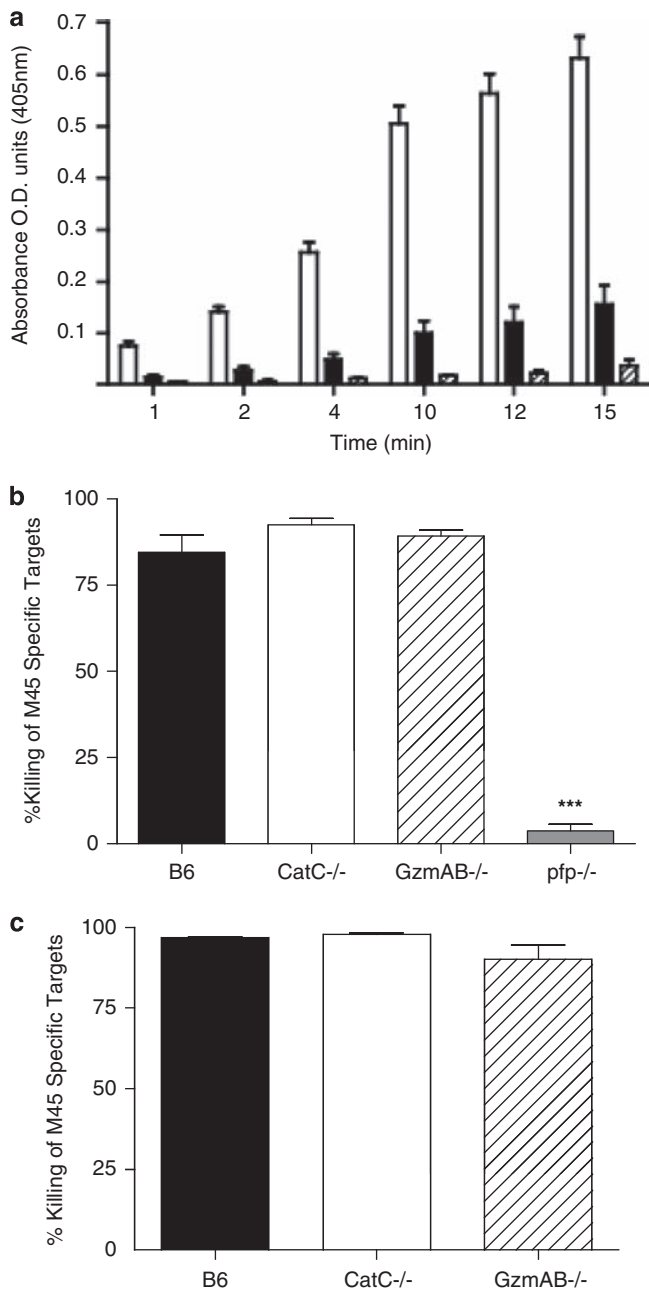 a
Absorbance O.D. units (405nm)
0.7
0.6
0.5
0.4
0.3
0.2
0.1
1 2 4 10 12 15
Time (min)
b
%Killing of M45 Specific Targets
100
75
50
25
0
***
B6 CatC-/- GzmAB-/- pfp-/-
c
% Killing of M45 Specific Targets
100
75
50
25
0
B6 CatC-/- GzmAB-/-